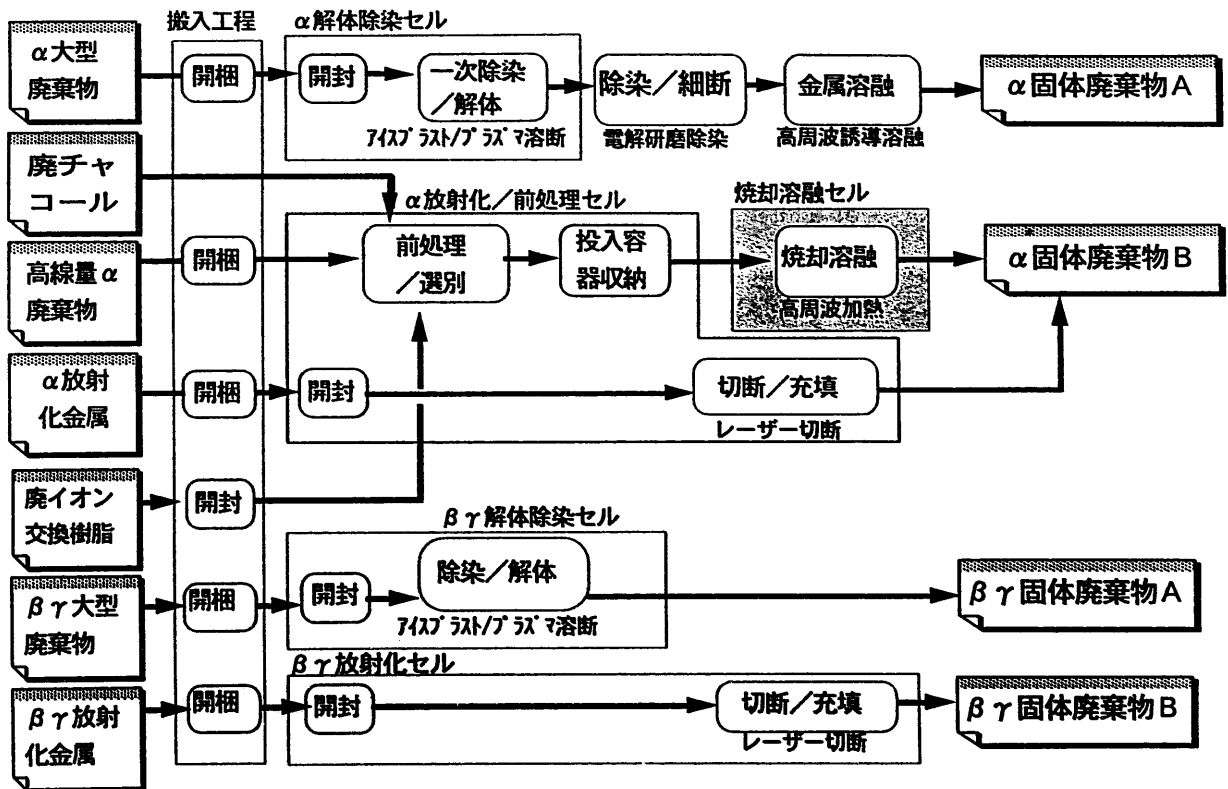 搬入工程
α解体除染セル
α大型
廃棄物
開梱
開封
一次除染
／解体
アイスブラスト/プラズマ溶断
除染／細断
電解研磨除染
金属溶融
高周波誘導溶融
α固体廃棄物A
廃チャ
コール
α放射化／前処理セル
焼却溶融セル
高線量α
廃棄物
開梱
前処理
／選別
投入容
器収納
焼却溶融
高周波加熱
α固体廃棄物B
α放射
化金属
開梱
開封
切断／充填
レーザー切断
廃イオン
交換樹脂
開封
βγ解体除染セル
βγ大型
廃棄物
開梱
開封
除染／解体
アイスブラスト/プラズマ溶断
βγ固体廃棄物A
βγ放射化セル
βγ放射
化金属
開梱
開封
切断／充填
レーザー切断
βγ固体廃棄物B